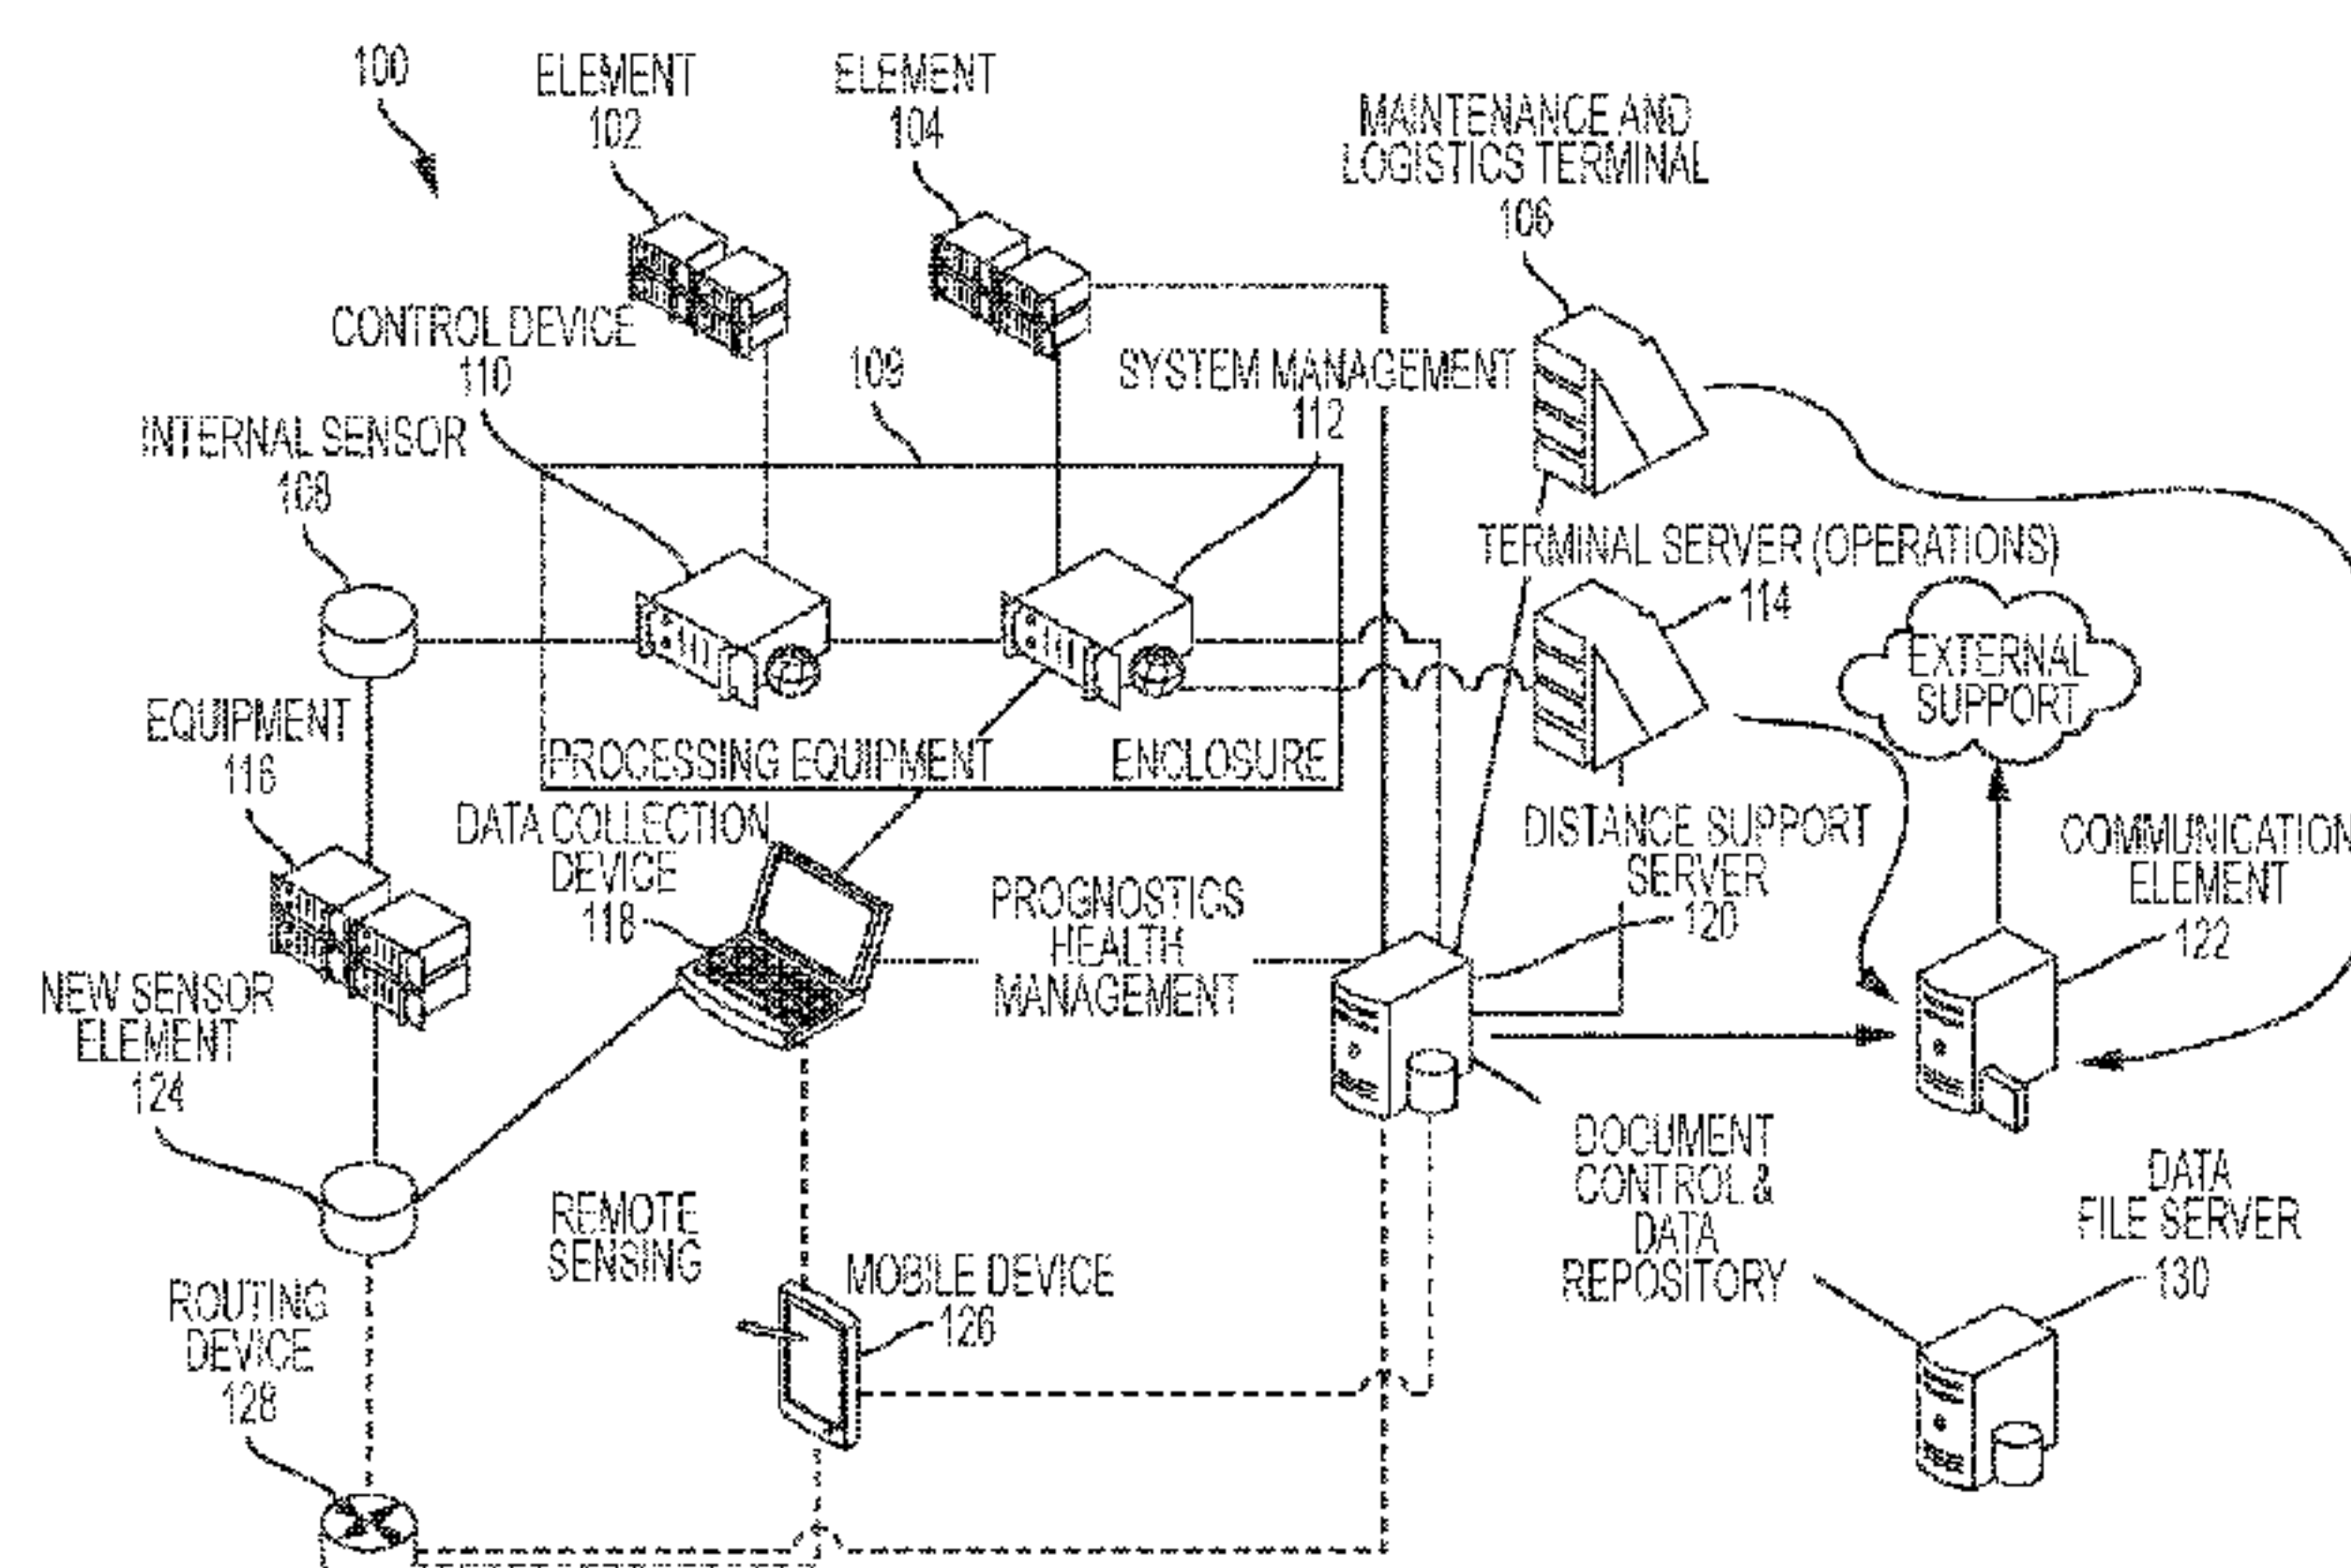 100
ELEMENT
102
ELEMENT
104
MAINTENANCE AND
LOGISTICS TERMINAL
106
CONTROL DEVICE
110
109
SYSTEM MANAGEMENT
112
INTERNAL SENSOR
108
TERMINAL SERVER (OPERATIONS)
114
EXTERNAL
SUPPORT
EQUIPMENT
116
PROCESSING EQUIPMENT ENCLOSURE
DATA COLLECTION
DEVICE
118
PROGNOSTICS
HEALTH
MANAGEMENT
DISTANCE SUPPORT
SERVER
120
COMMUNICATION
ELEMENT
122
NEW SENSOR
ELEMENT
124
DOCUMENT
CONTROL &
DATA
REPOSITORY
DATA
FILE SERVER
130
REMOTE
SENSING
MOBILE DEVICE
126
ROUTING
DEVICE
128